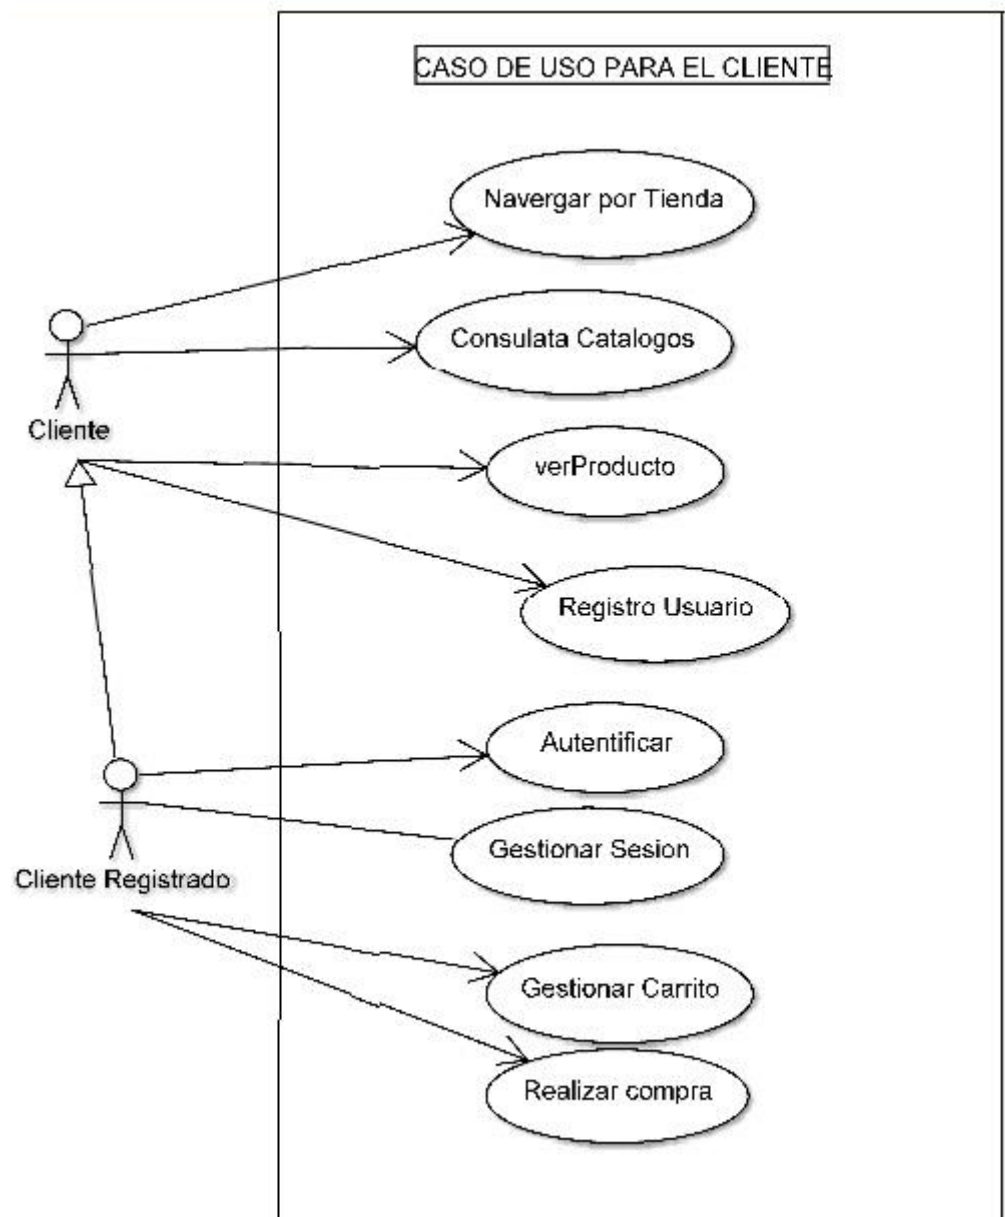 CASO DE USO PARA EL CLIENTE
Navergar por Tienda
Consulata Catalogos
Cliente
verProducto
Registro Usuario
Autentificar
Gestionar Sesion
Cliente Registrado
Gestionar Carrito
Realizar compra